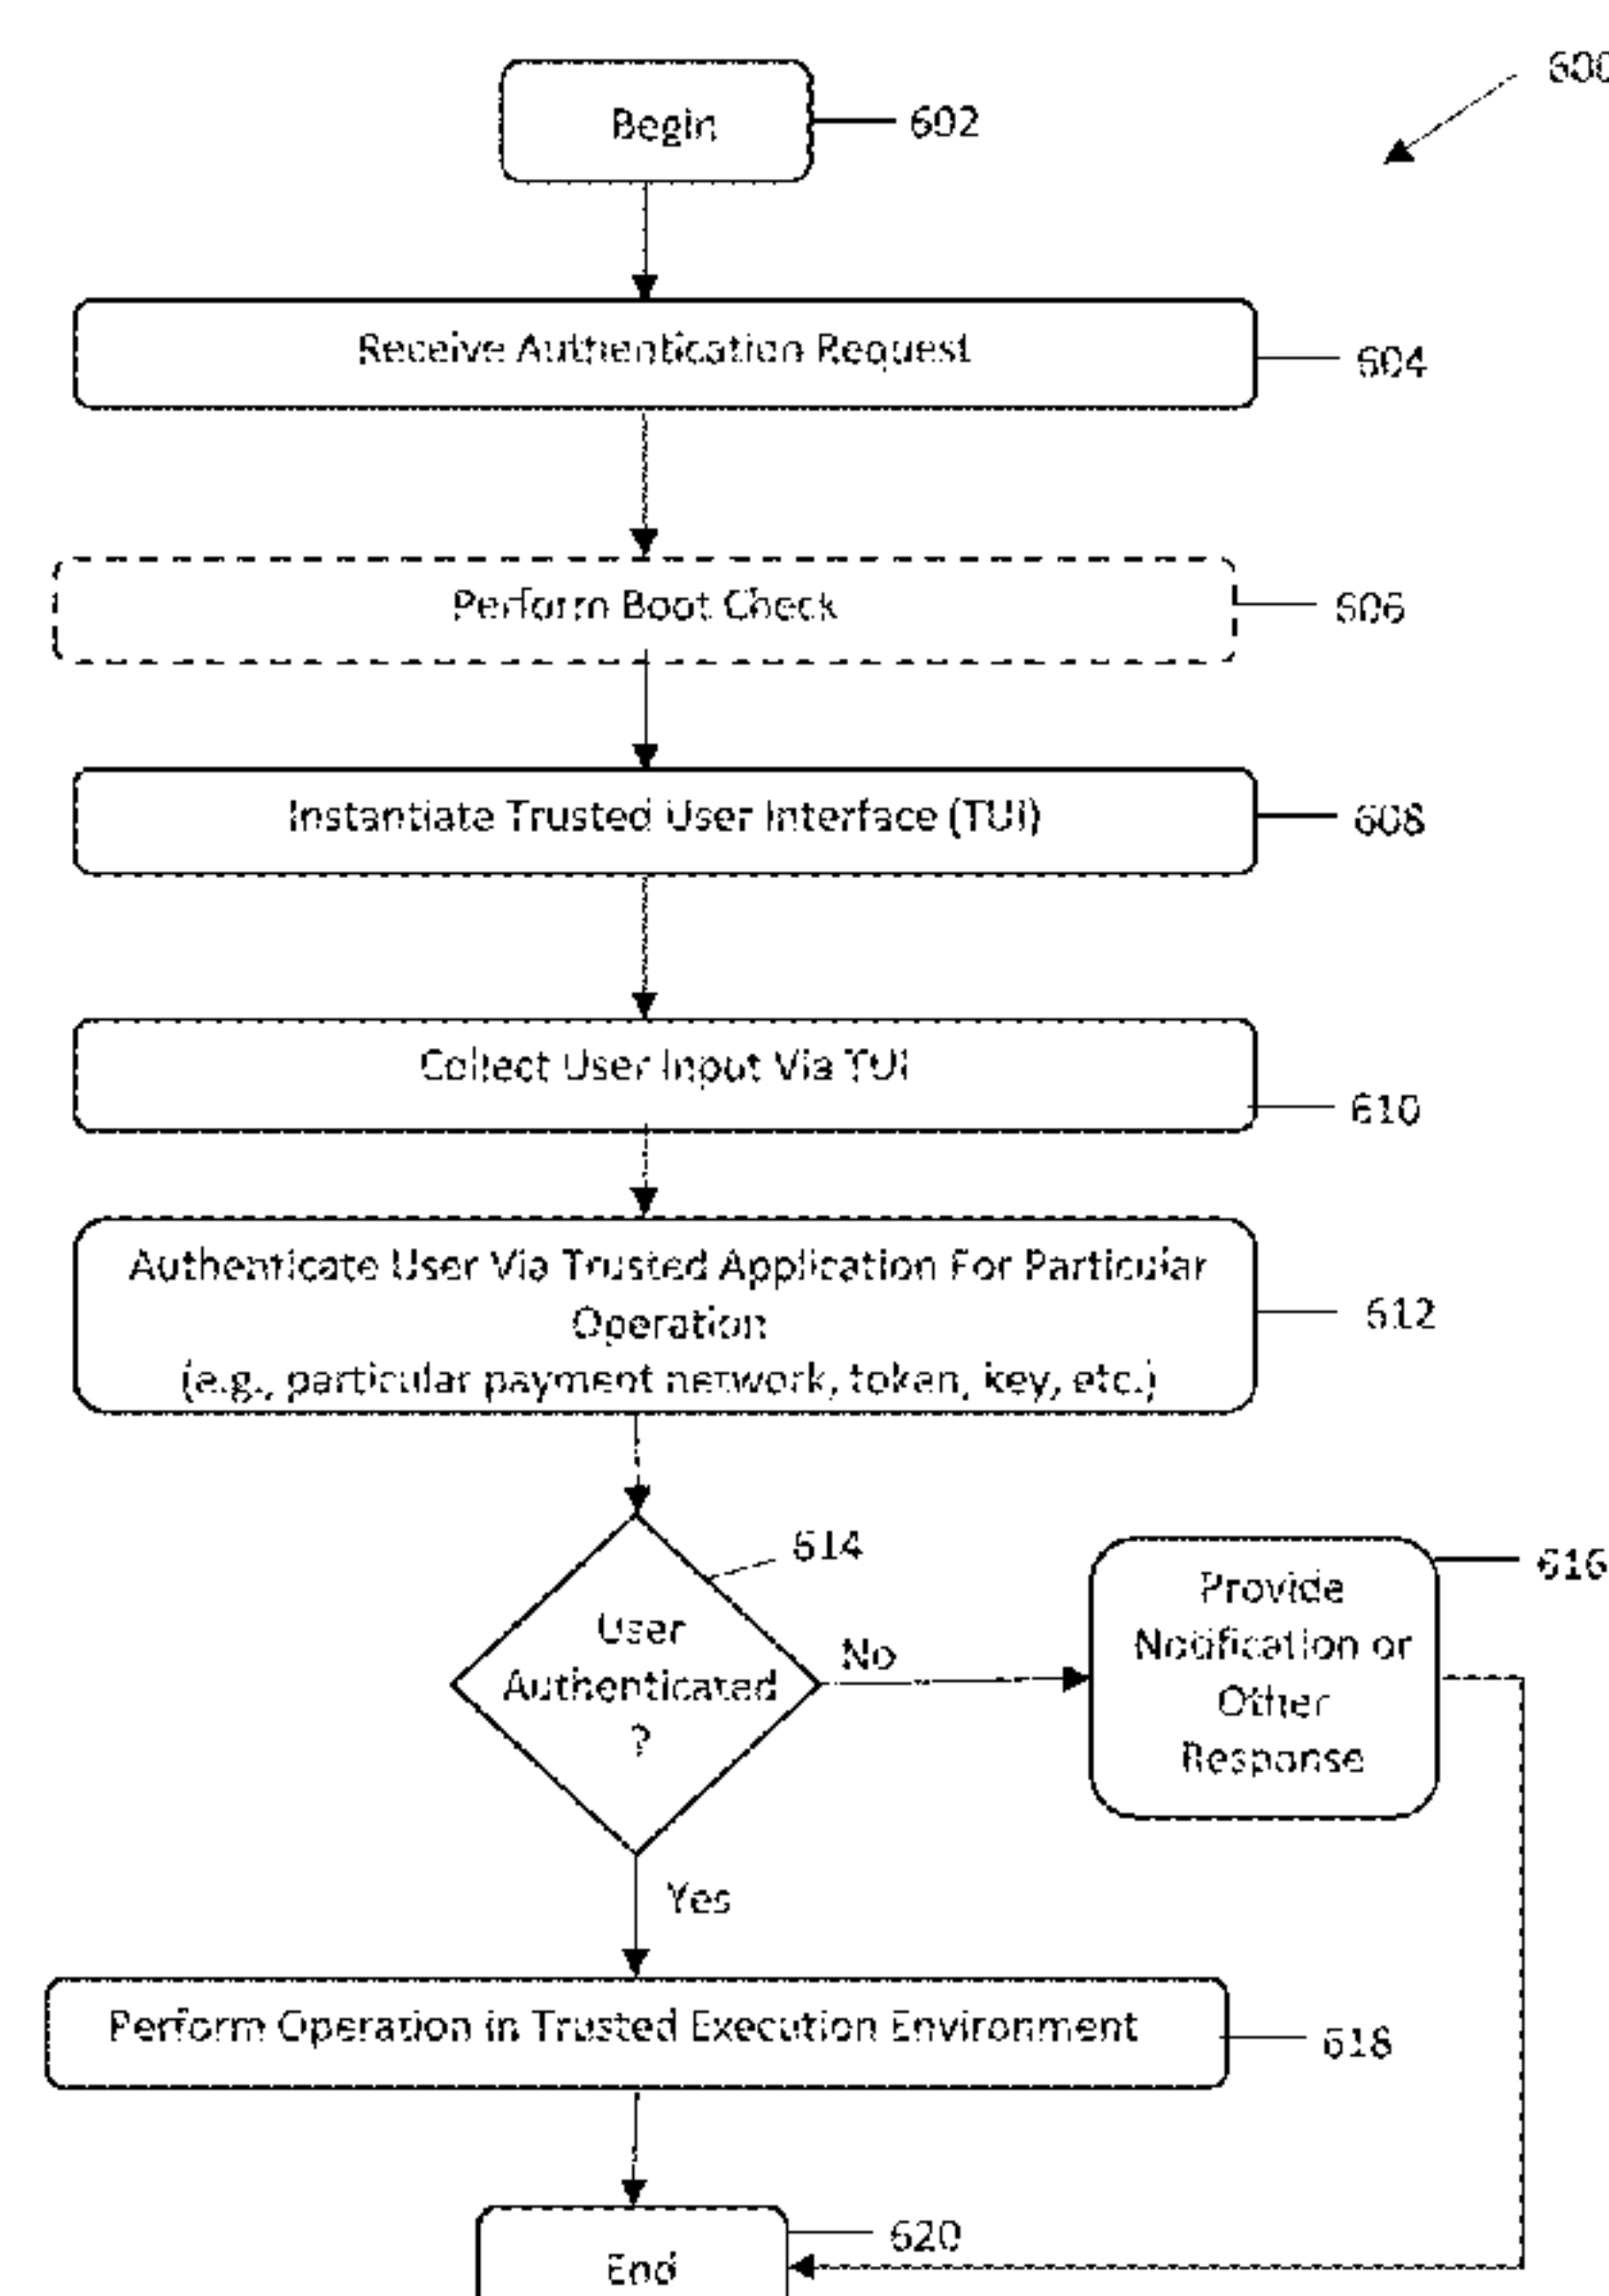 600
Begin
602
Receive Authentication Request
604
Perform Boot Check
606
Instantiate Trusted User Interface (TUI)
608
Collect User Input Via TUI
610
Authenticate User Via Trusted Application For Particular
Operation
(e.g., particular payment network, token, key, etc.)
612
614
User
Authenticated
?
No
Provide
Notification or
Other
Response
616
Yes
Perform Operation in Trusted Execution Environment
618
End
620